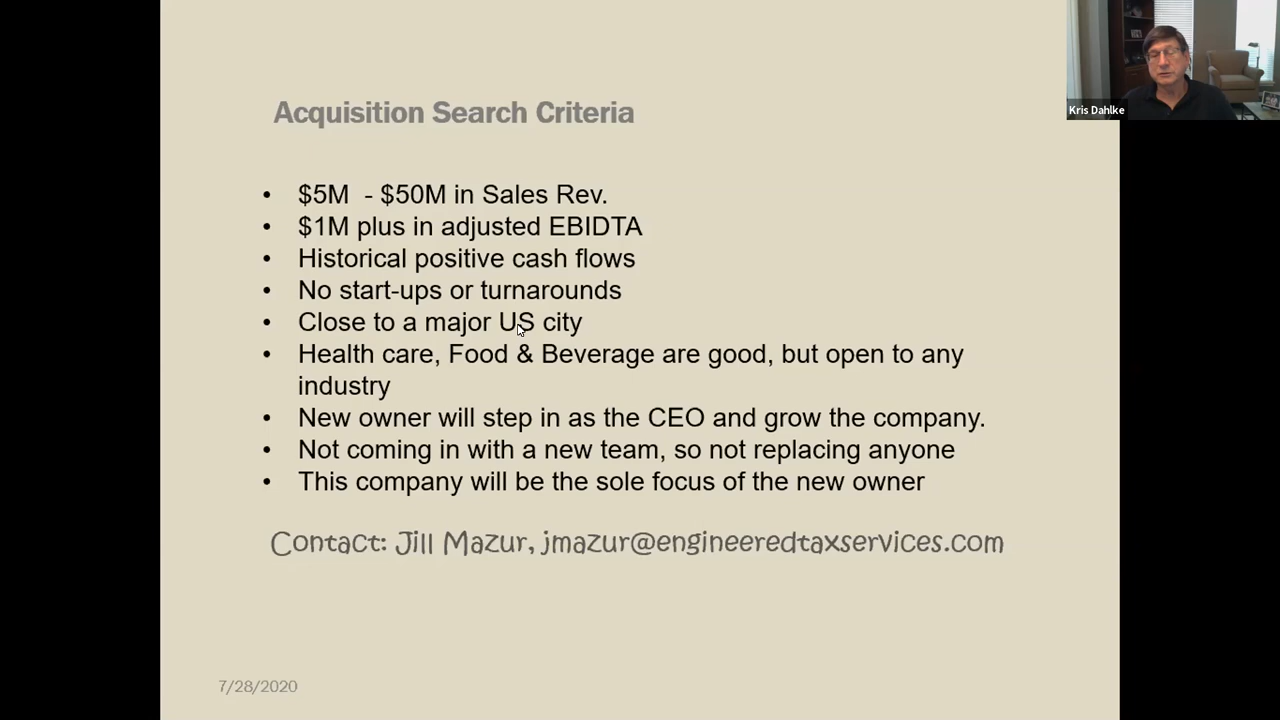 Acquisition Search Criteria
Kris Dahlke
• $5M - $50M in Sales Rev.
• $1M plus in adjusted EBIDTA
• Historical positive cash flows
• No start-ups or turnarounds
• Close to a major US city
• Health care, Food & Beverage are good, but open to any
industry
• New owner will step in as the CEO and grow the company.
• Not coming in with a new team, so not replacing anyone
• This company will be the sole focus of the new owner
Contact: Jill Mazur, jmazur@engineeredtaxservices.com
7/28/2020